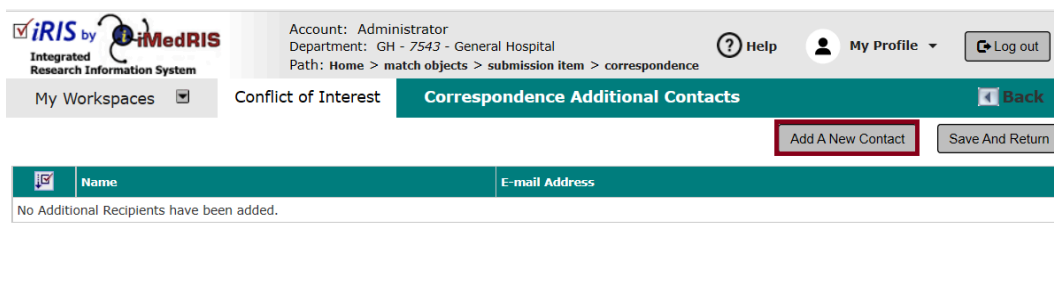 iRIS by iMedRIS
Integrated
Research Information System
Account: Administrator
Department: GH - 7543 - General Hospital
Path: Home > match objects > submission item > correspondence
? Help
My Profile
Log out
My Workspaces
Conflict of Interest
Correspondence Additional Contacts
Back
Add A New Contact
Save And Return
Name
E-mail Address
No Additional Recipients have been added.